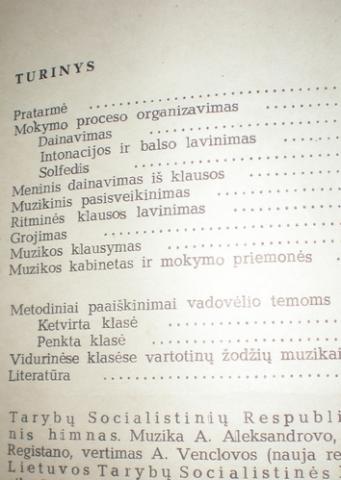 TURINYS
Pratarmė
Mokymo proceso organizavimas
Dainavimas
Intonacijos ir balso lavinimas
Solfedis
Meninis dainavimas iš klausos
Muzikinis pasisveikinimas
Ritminės klausos lavinimas
Grojimas
Muzikos klausymas
Muzikos kabinetas ir mokymo priemonės
Metodiniai paaiškinimai vadovėlio temoms
Ketvirta klasė
Penkta klasė
Vidurinėse klasėse vartotinų žodžių muzikai
Literatūra
Tarybų Socialistinių Respubli
nis himnas. Muzika A. Aleksandrovo,
Registano, vertimas A. Venclovos (nauja re
Lietuvos Tarybų Socialistinės